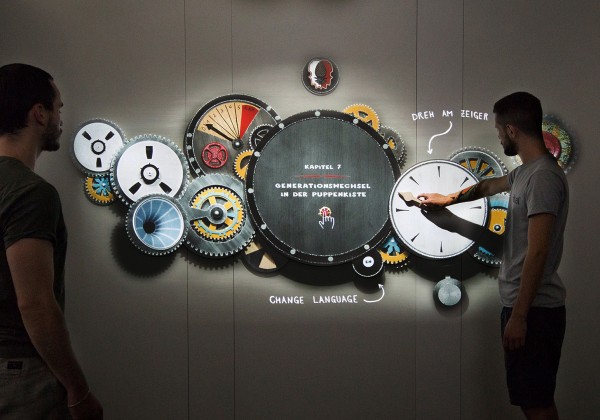 DREH AM ZEIGER
KAPITEL 7
GENERATIONSWECHSEL
IN DER PUPPENKISTE
CHANGE LANGUAGE